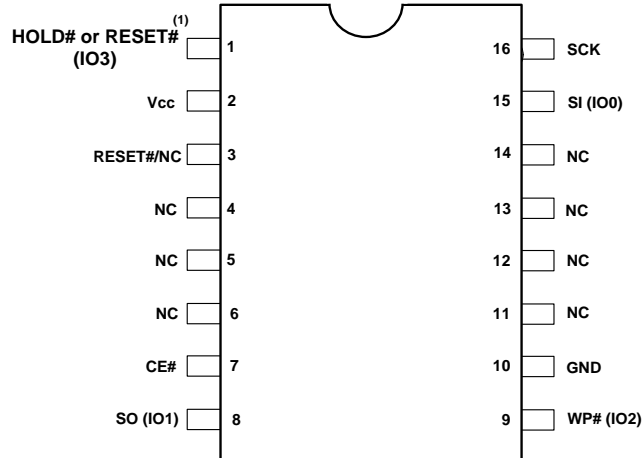 HOLD# or RESET# (1) 1 16 SCK
(IO3)
Vcc 2 15 SI (IO0)
RESET#/NC 3 14 NC
NC 4 13 NC
NC 5 12 NC
NC 6 11 NC
CE# 7 10 GND
SO (IO1) 8 9 WP# (IO2)